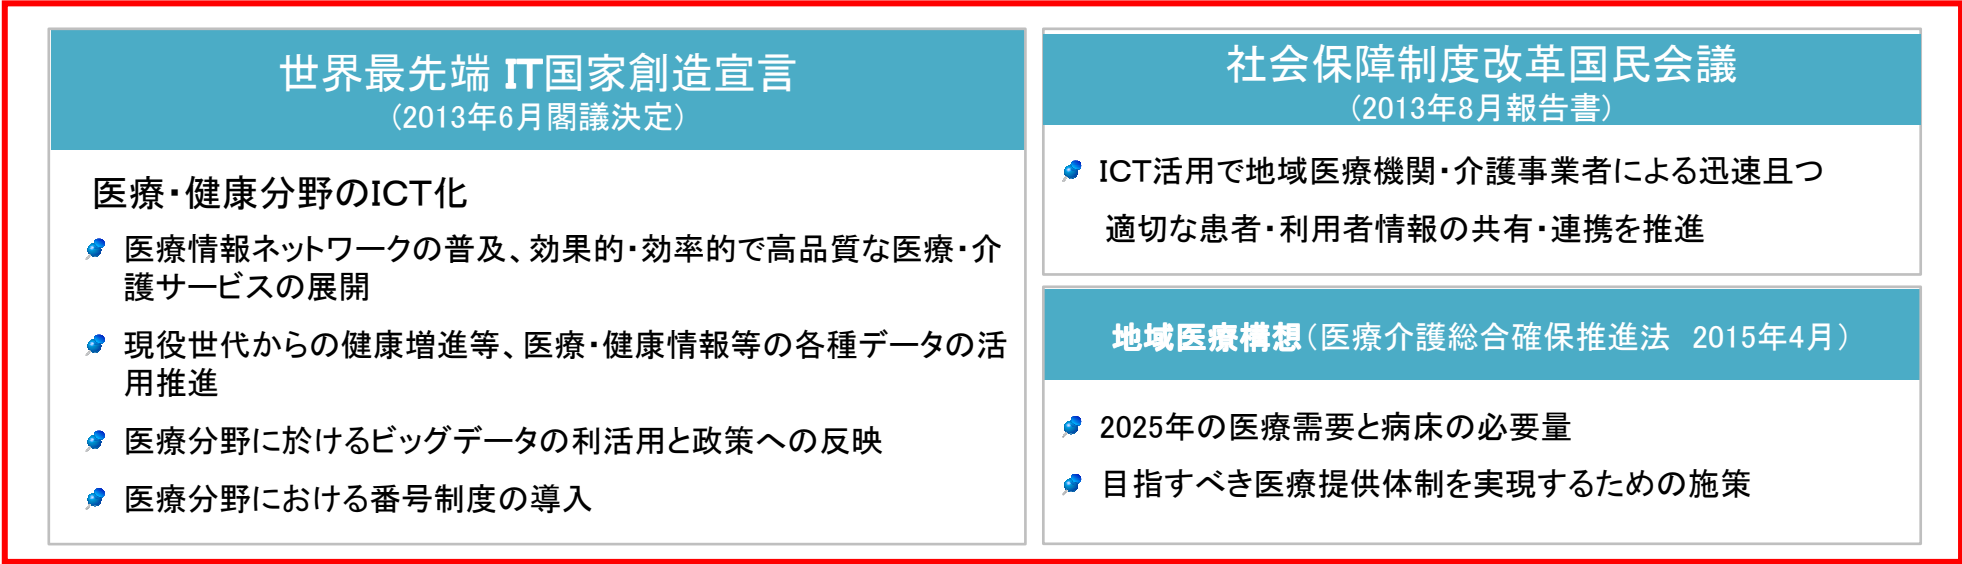 世界最先端 IT国家創造宣言
(2013年6月閣議決定)
医療・健康分野のICT化
医療情報ネットワークの普及、効果的・効率的で高品質な医療・介
護サービスの展開
現役世代からの健康増進等、医療・健康情報等の各種データの活
用推進
医療分野に於けるビッグデータの利活用と政策への反映
医療分野における番号制度の導入
社会保障制度改革国民会議
(2013年8月報告書)
ICT活用で地域医療機関・介護事業者による迅速且つ
適切な患者・利用者情報の共有・連携を推進
地域医療構想(医療介護総合確保推進法　2015年4月)
2025年の医療需要と病床の必要量
目指すべき医療提供体制を実現するための施策